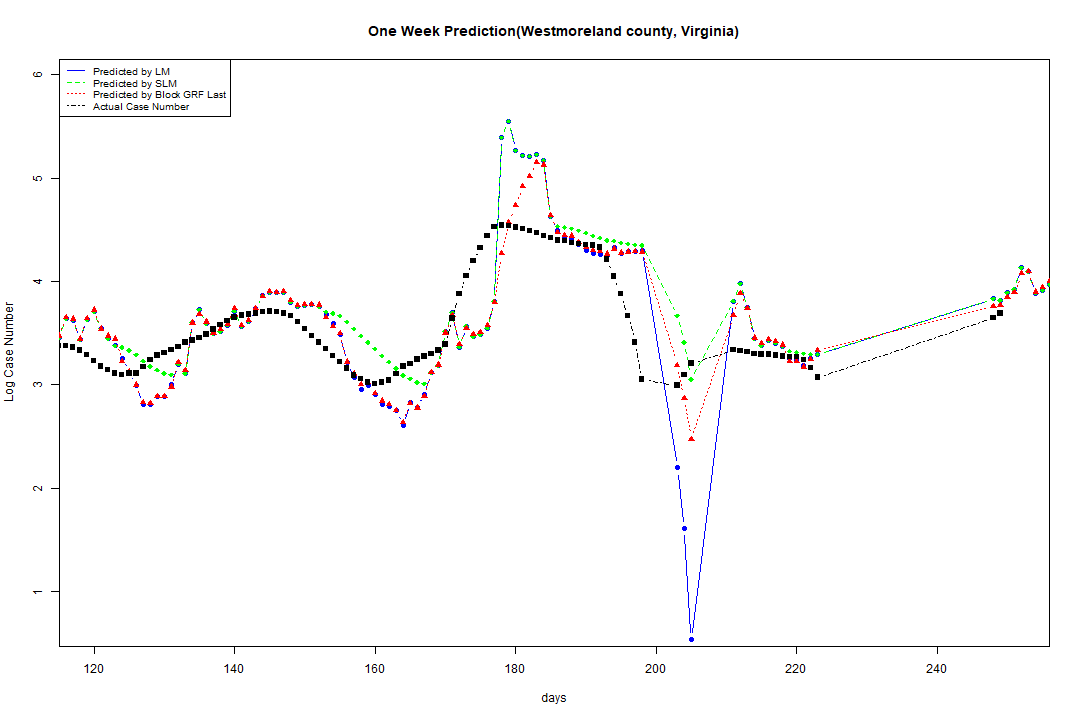 One Week Prediction(Westmoreland county, Virginia)
Predicted by LM
Predicted by SLM
Predicted by Block GRF Last
Actual Case Number
6
5
4
3
2
1
Log Case Number
120 140 160 180 200 220 240
days